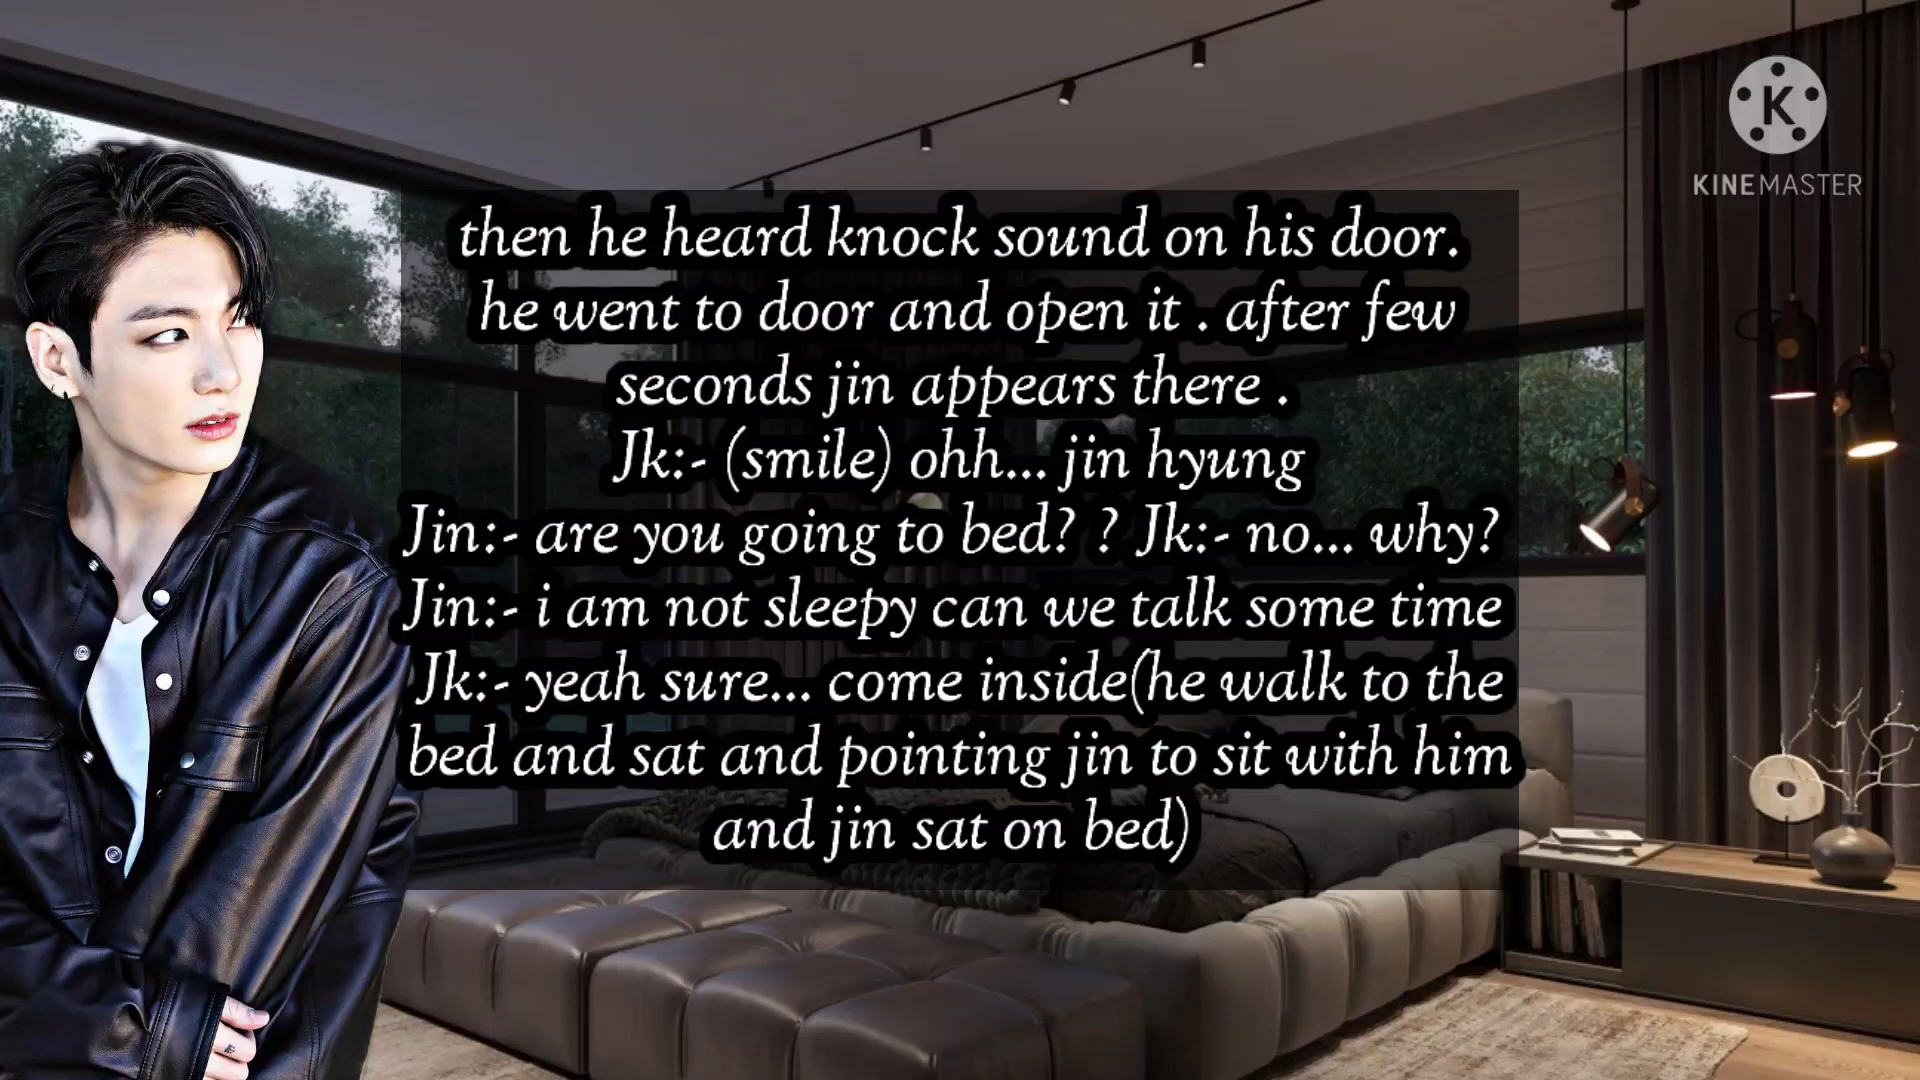 KINEMASTER
then he heard knock sound on his door.
he went to door and open it . after few
seconds jin appears there .
Jk:- (smile) ohh... jin hyung
Jin:- are you going to bed? ? Jk:- no... why?
Jin:- i am not sleepy can we talk some time
Jk:- yeah sure... come inside(he walk to the
bed and sat and pointing jin to sit with him
and jin sat on bed)